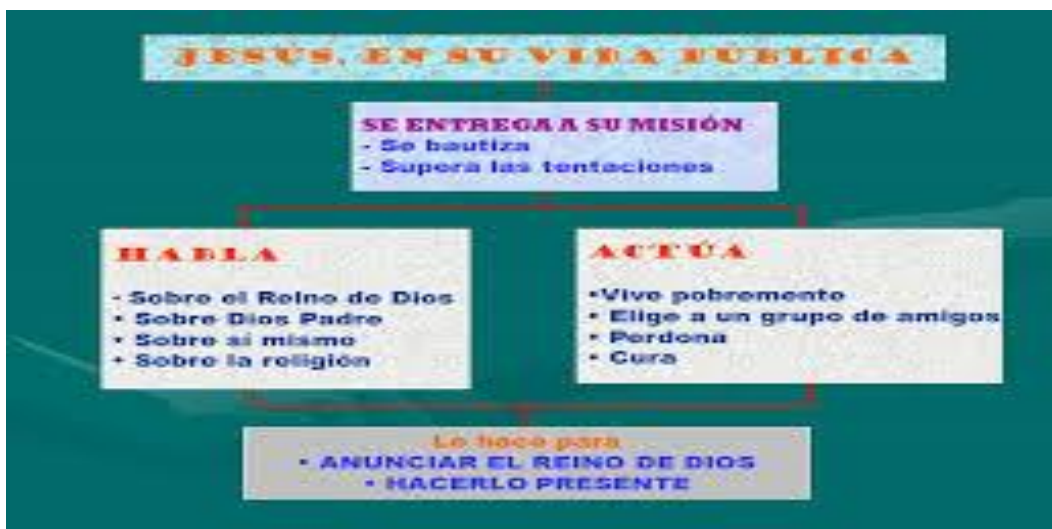 JESÚS, EN SU VIDA PÚBLICA
SE ENTREGA A SU MISIÓN
- Se bautiza
- Supera las tentaciones
HABLA
- Sobre el Reino de Dios
• Sobre Dios Padre
• Sobre sí mismo
• Sobre la religión
ACTÚA
•Vive pobremente
• Elige a un grupo de amigos
• Perdona
• Cura
Lo hace para
• ANUNCIAR EL REINO DE DIOS
• HACERLO PRESENTE